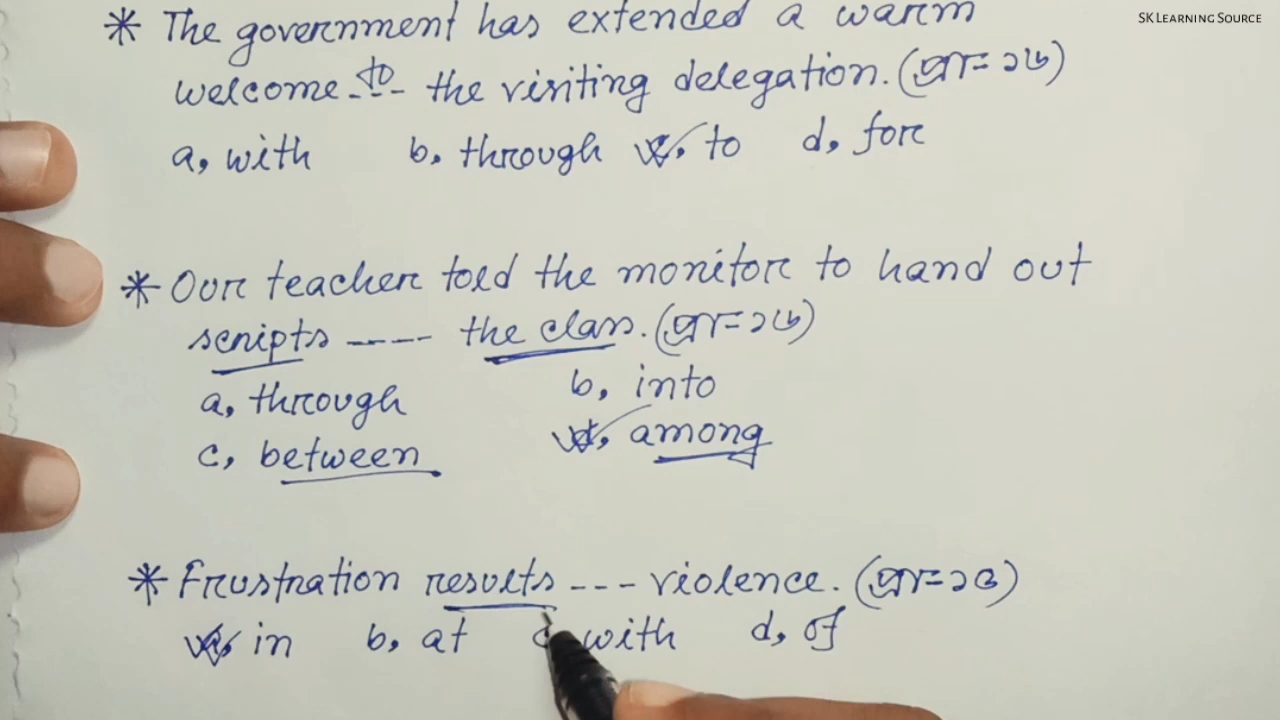 SK LEARNING SOURCE
* The government has extended a warm
welcome -to- the visiting delegation. (প্রা-১৬)
a, with b, through c, to d, for
* Our teacher told the monitor to hand out
scripts ---- the class. (প্রা-১৬)
a, through b, into
c, between d, among
* Frustration results --- violence. (প্রা-১৫)
a, in b, at c, with d, of